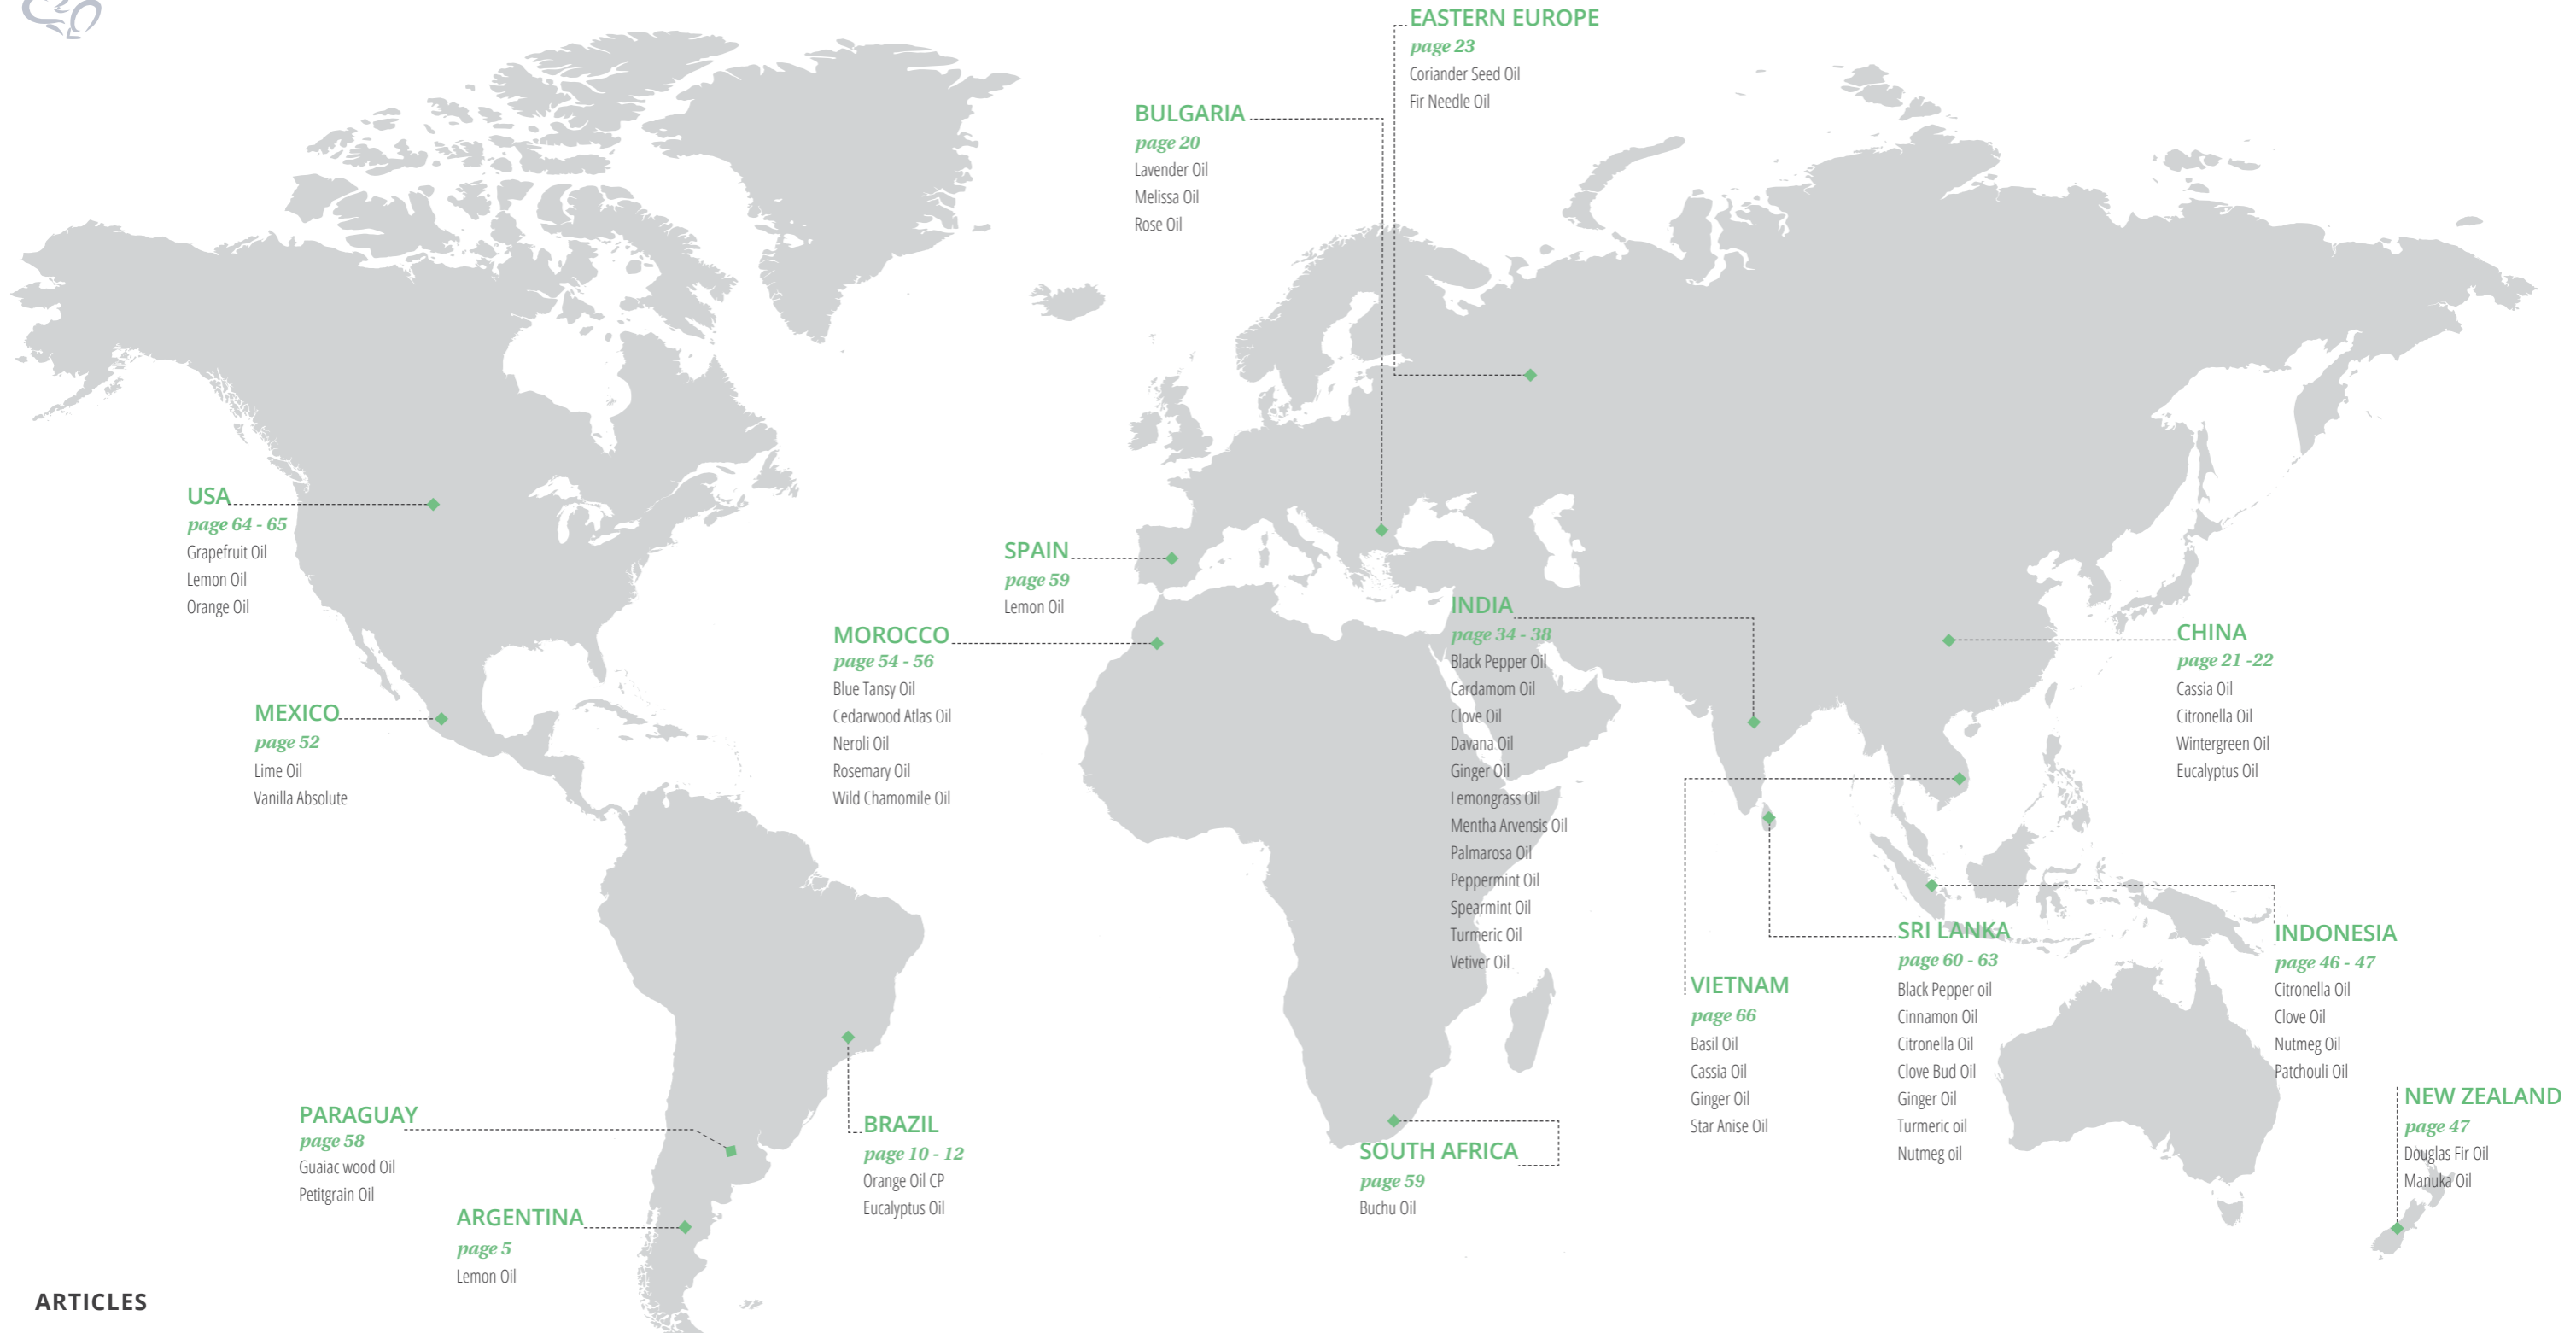 EASTERN EUROPE
page 23
Coriander Seed Oil
Fir Needle Oil
BULGARIA
page 20
Lavender Oil
Melissa Oil
Rose Oil
USA
page 64 - 65
Grapefruit Oil
Lemon Oil
Orange Oil
SPAIN
page 59
Lemon Oil
MOROCCO
page 54 - 56
Blue Tansy Oil
Cedarwood Atlas Oil
Neroli Oil
Rosemary Oil
Wild Chamomile Oil
INDIA
page 34 - 38
Black Pepper Oil
Cardamom Oil
Clove Oil
Davana Oil
Ginger Oil
Lemongrass Oil
Mentha Arvensis Oil
Palmarosa Oil
Peppermint Oil
Spearmint Oil
Turmeric Oil
Vetiver Oil
CHINA
page 21 -22
Cassia Oil
Citronella Oil
Wintergreen Oil
Eucalyptus Oil
MEXICO
page 52
Lime Oil
Vanilla Absolute
SRI LANKA
page 60 - 63
Black Pepper oil
Cinnamon Oil
Citronella Oil
Clove Bud Oil
Ginger Oil
Turmeric oil
Nutmeg oil
INDONESIA
page 46 - 47
Citronella Oil
Clove Oil
Nutmeg Oil
Patchouli Oil
VIETNAM
page 66
Basil Oil
Cassia Oil
Ginger Oil
Star Anise Oil
NEW ZEALAND
page 47
Douglas Fir Oil
Manuka Oil
PARAGUAY
page 58
Guaiac wood Oil
Petitgrain Oil
BRAZIL
page 10 - 12
Orange Oil CP
Eucalyptus Oil
SOUTH AFRICA
page 59
Buchu Oil
ARGENTINA
page 5
Lemon Oil
ARTICLES